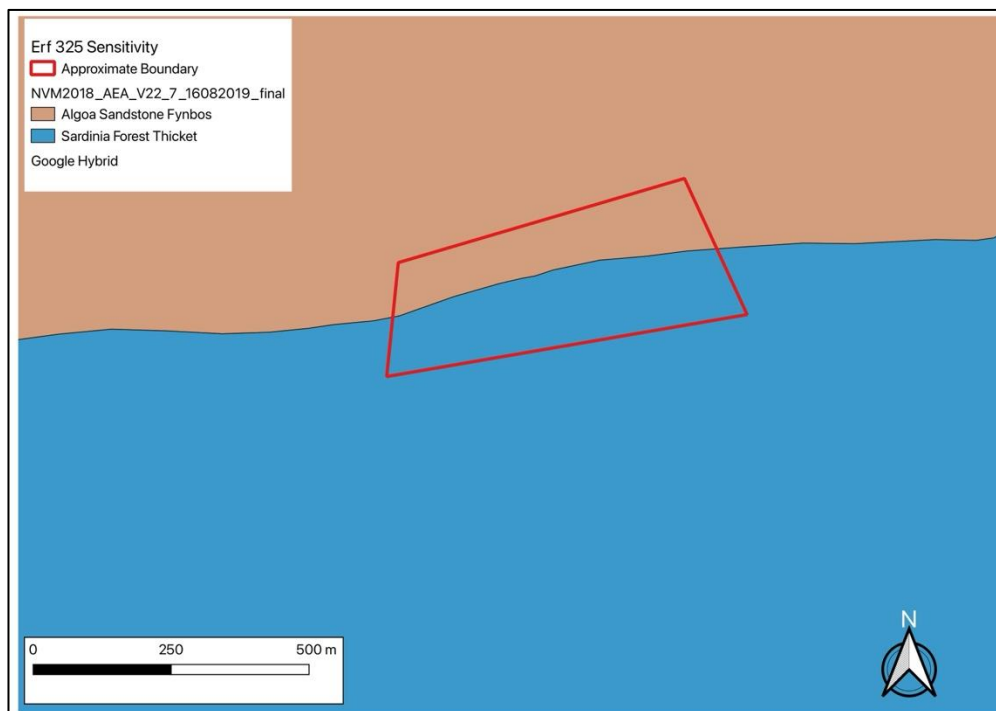 Erf 325 Sensitivity
Approximate Boundary
NVM2018_AEA_V22_7_16082019_final
Algoa Sandstone Fynbos
Sardinia Forest Thicket
Google Hybrid
0 250 500 m
N